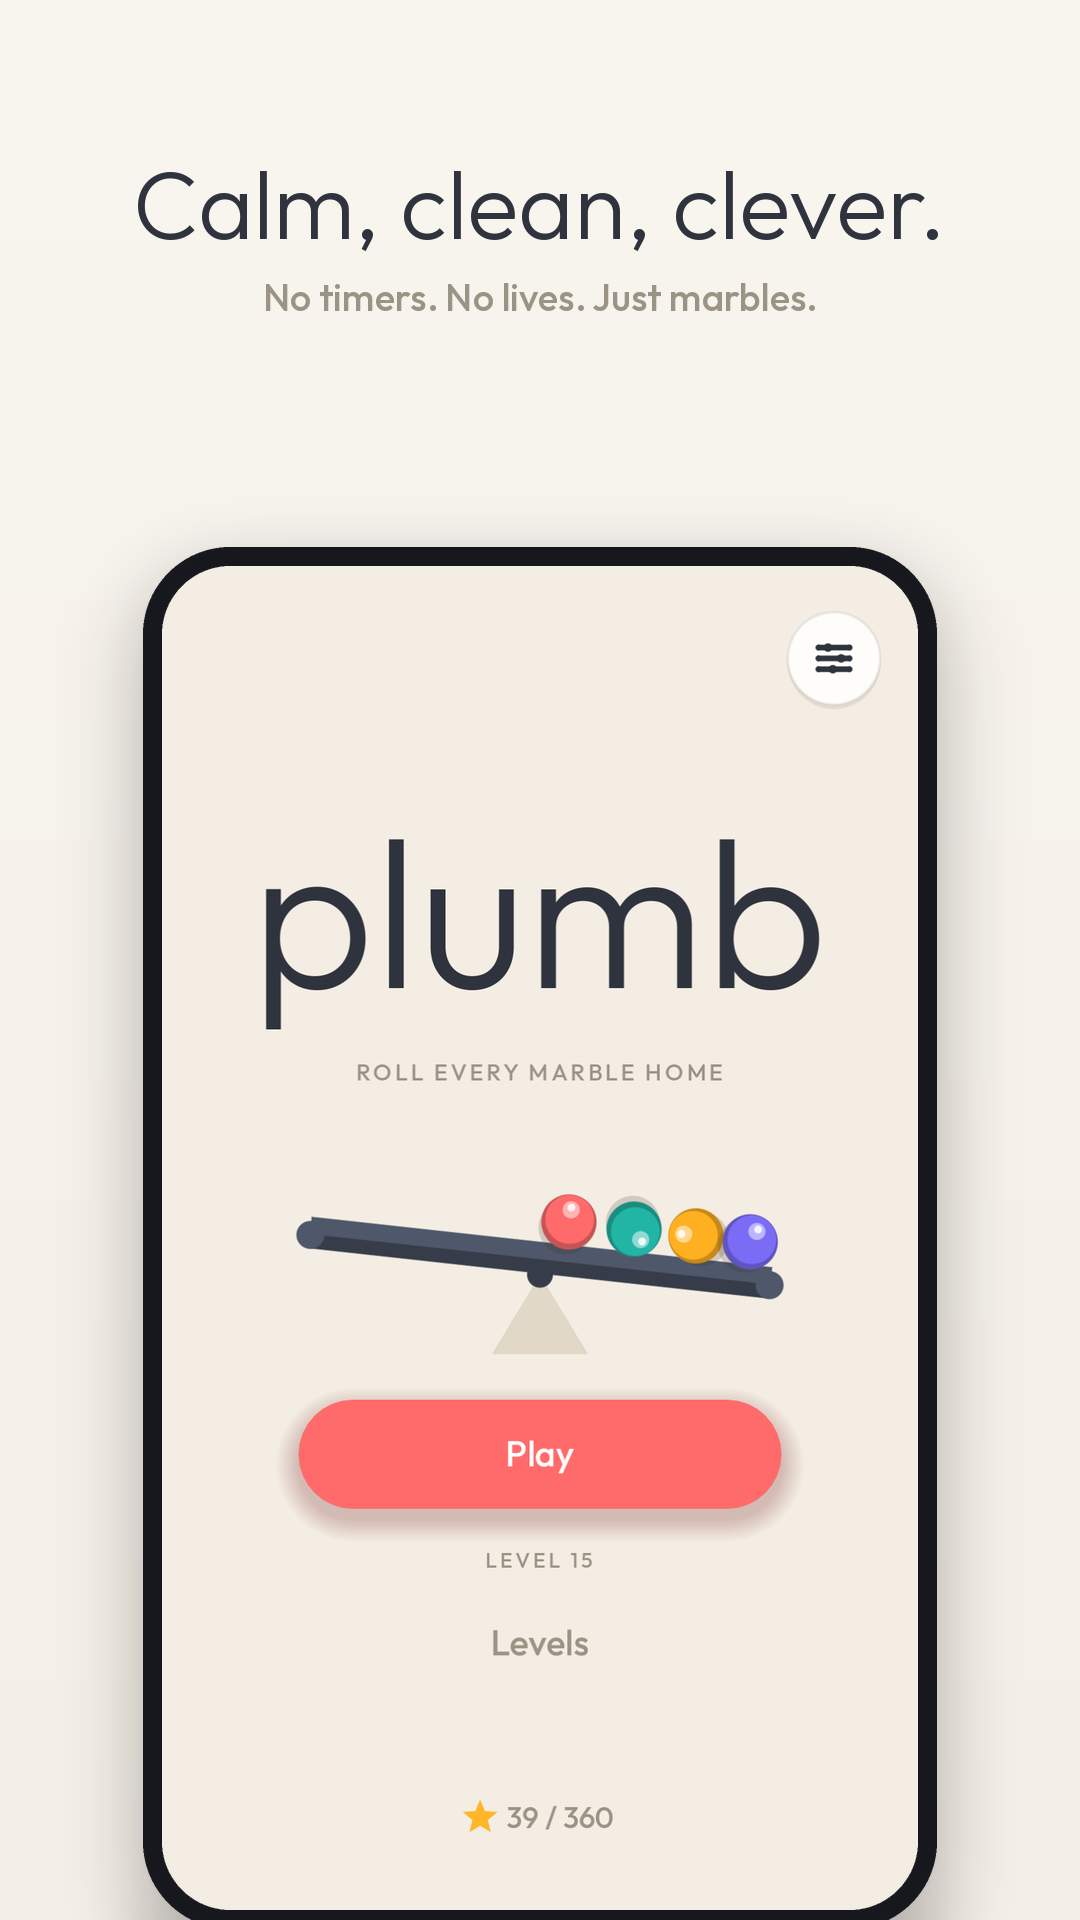 Calm, clean, clever.
No timers. No lives. Just marbles.
plumb
ROLL EVERY MARBLE HOME
Play
LEVEL 15
Levels
39 / 360